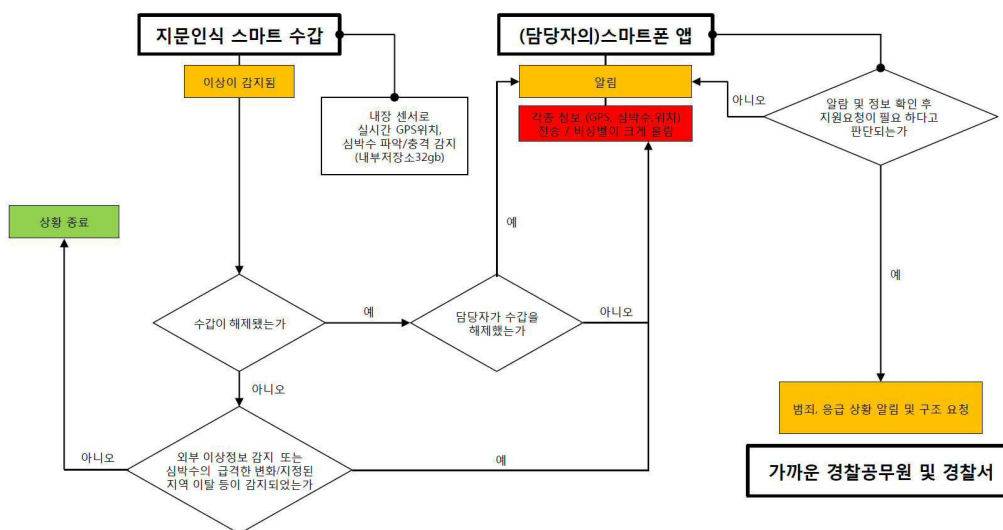 지문인식 스마트 수갑
(담당자의)스마트폰 앱
이상이 감지됨
내장 센서로
실시간 GPS위치,
심박수 파악/충격 감지
(내부저장소32gb)
알림
각종 정보 (GPS, 심박수,위치)
전송 / 비상벨이 크게 울림
아니오
알람 및 정보 확인 후
지원요청이 필요 하다고
판단되는가
상황 종료
예
예
수갑이 해제됐는가
예
담당자가 수갑을
해제했는가
아니오
아니오
범죄, 응급 상황 알림 및 구조 요청
아니오
외부 이상정보 감지 또는
심박수의 급격한 변화/지정된
지역 이탈 등이 감지되었는가
예
가까운 경찰공무원 및 경찰서